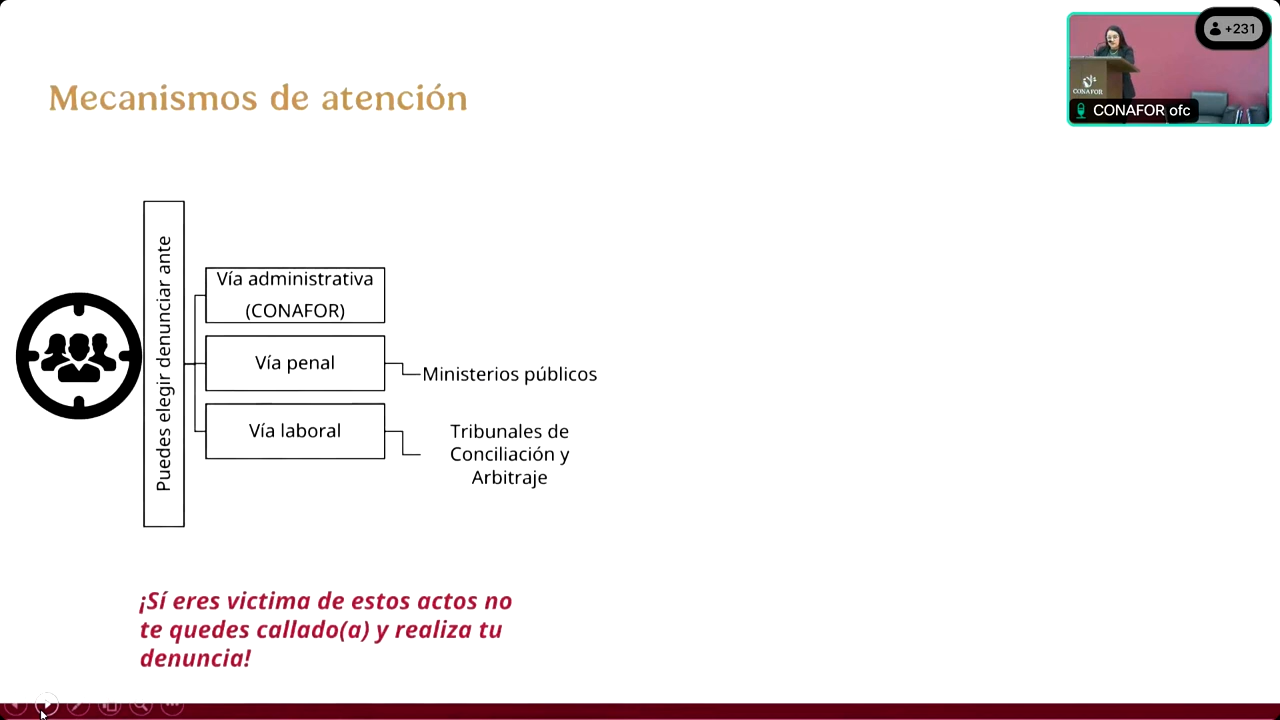 +231
CONAFOR
CONAFOR ofc
Mecanismos de atención
Puedes elegir denunciar ante
Vía administrativa
(CONAFOR)
Vía penal
Ministerios públicos
Vía laboral
Tribunales de
Conciliación y
Arbitraje
¡Sí eres victima de estos actos no
te quedes callado(a) y realiza tu
denuncia!